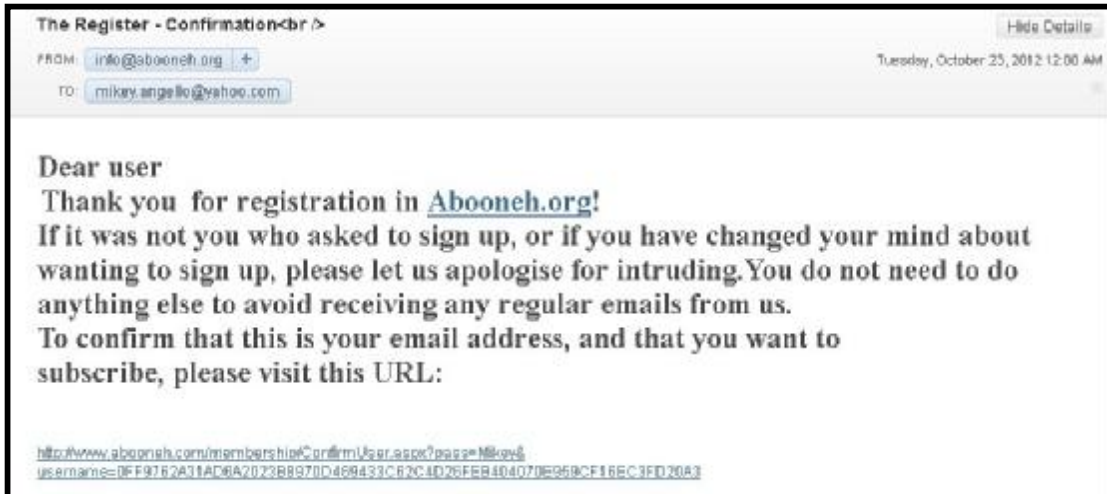 The Register - Confirmation<br />
Hide Details
FROM: info@abooneh.org +
Tuesday, October 23, 2012 12:00 AM
TO: mikey.angello@yahoo.com
Dear user
Thank you for registration in Abooneh.org!
If it was not you who asked to sign up, or if you have changed your mind about
wanting to sign up, please let us apologise for intruding.You do not need to do
anything else to avoid receiving any regular emails from us.
To confirm that this is your email address, and that you want to
subscribe, please visit this URL:
http://www.abooneh.com/membership/ConfirmUser.aspx?pass=Mikey&